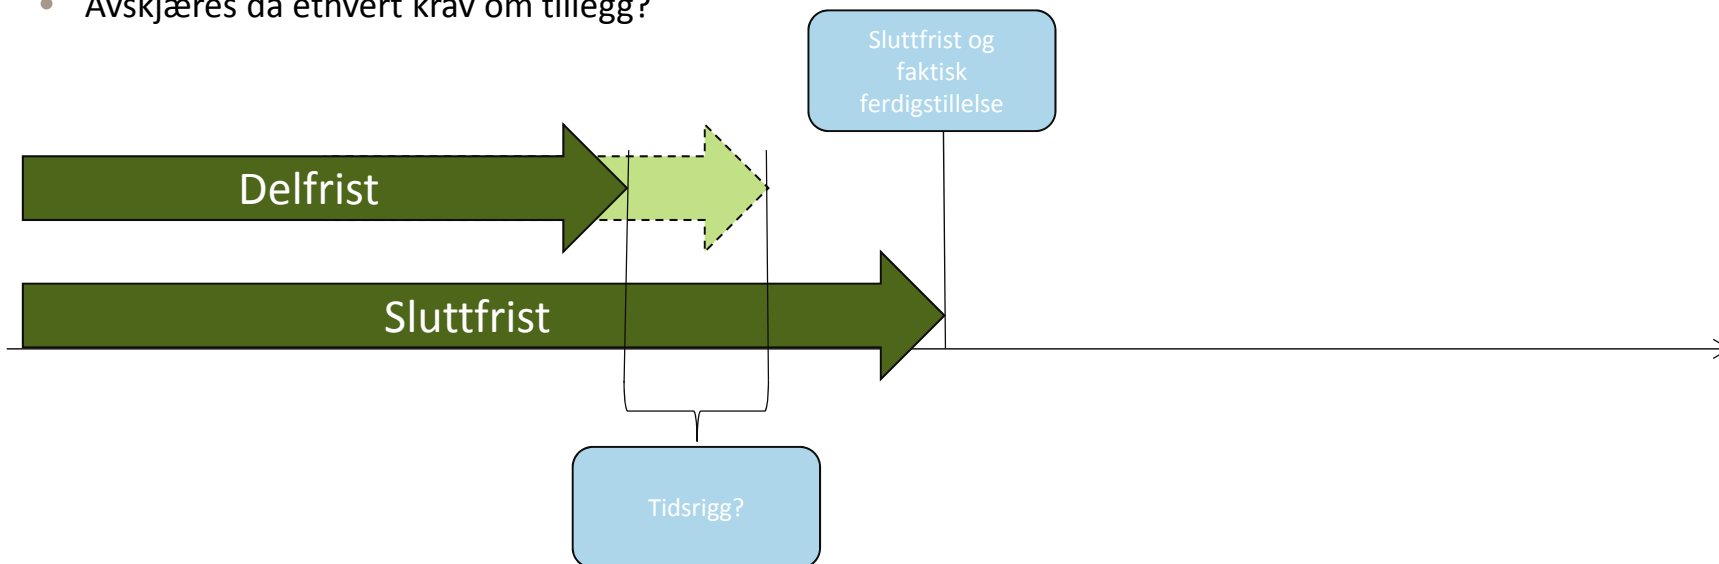 • Avskjæres da ethvert krav om tillegg?
Sluttfrist og
faktisk
ferdigstillelse
Delfrist
Sluttfrist
Tidsrigg?